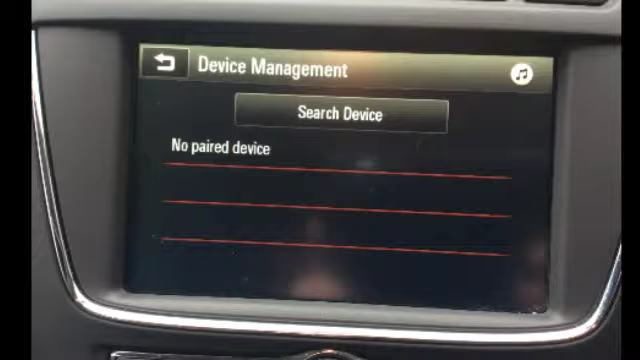 Device Management
Search Device
No paired device